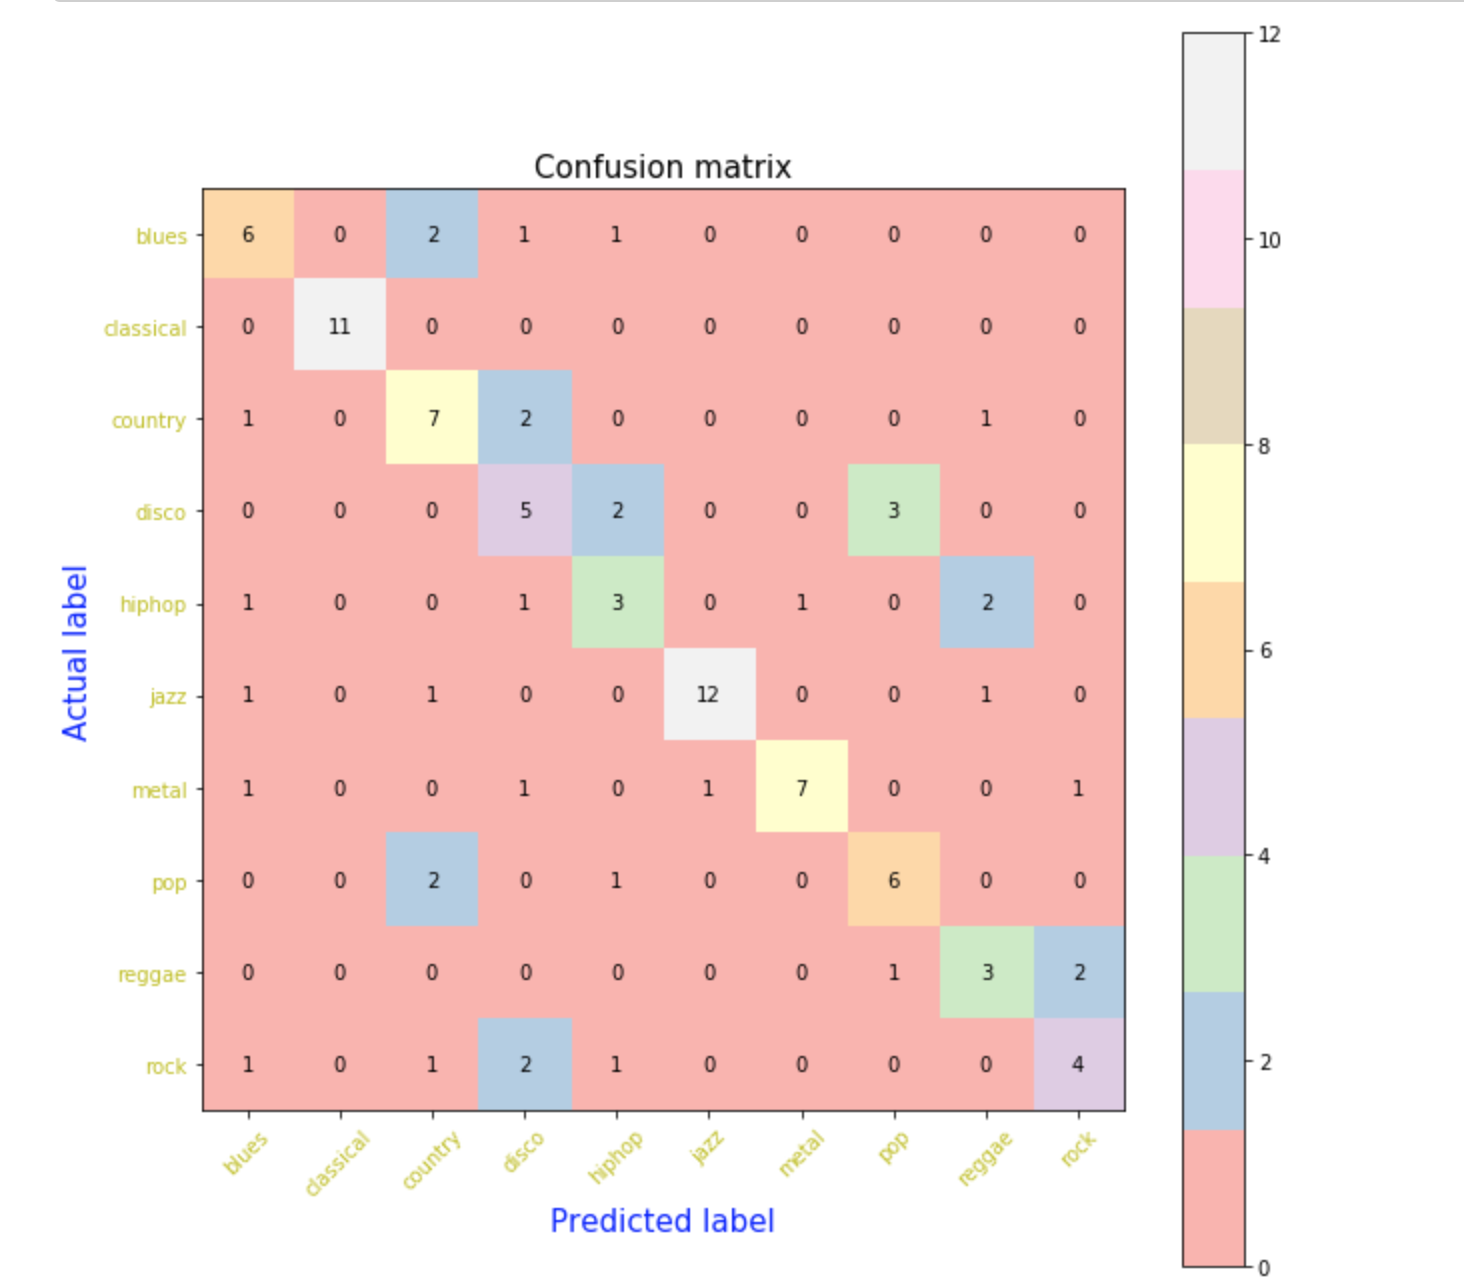 Confusion matrix
blues 6 0 2 1 1 0 0 0 0 0
classical 0 11 0 0 0 0 0 0 0 0
country 1 0 7 2 0 0 0 0 1 0
disco 0 0 0 5 2 0 0 3 0 0
hiphop 1 0 0 1 3 0 1 0 2 0
jazz 1 0 1 0 0 12 0 0 1 0
metal 1 0 0 1 0 1 7 0 0 1
pop 0 0 2 0 1 0 0 6 0 0
reggae 0 0 0 0 0 0 0 1 3 2
rock 1 0 1 2 1 0 0 0 0 4
blues classical country disco hiphop jazz metal pop reggae rock
Predicted label
Actual label
12
10
8
6
4
2
0